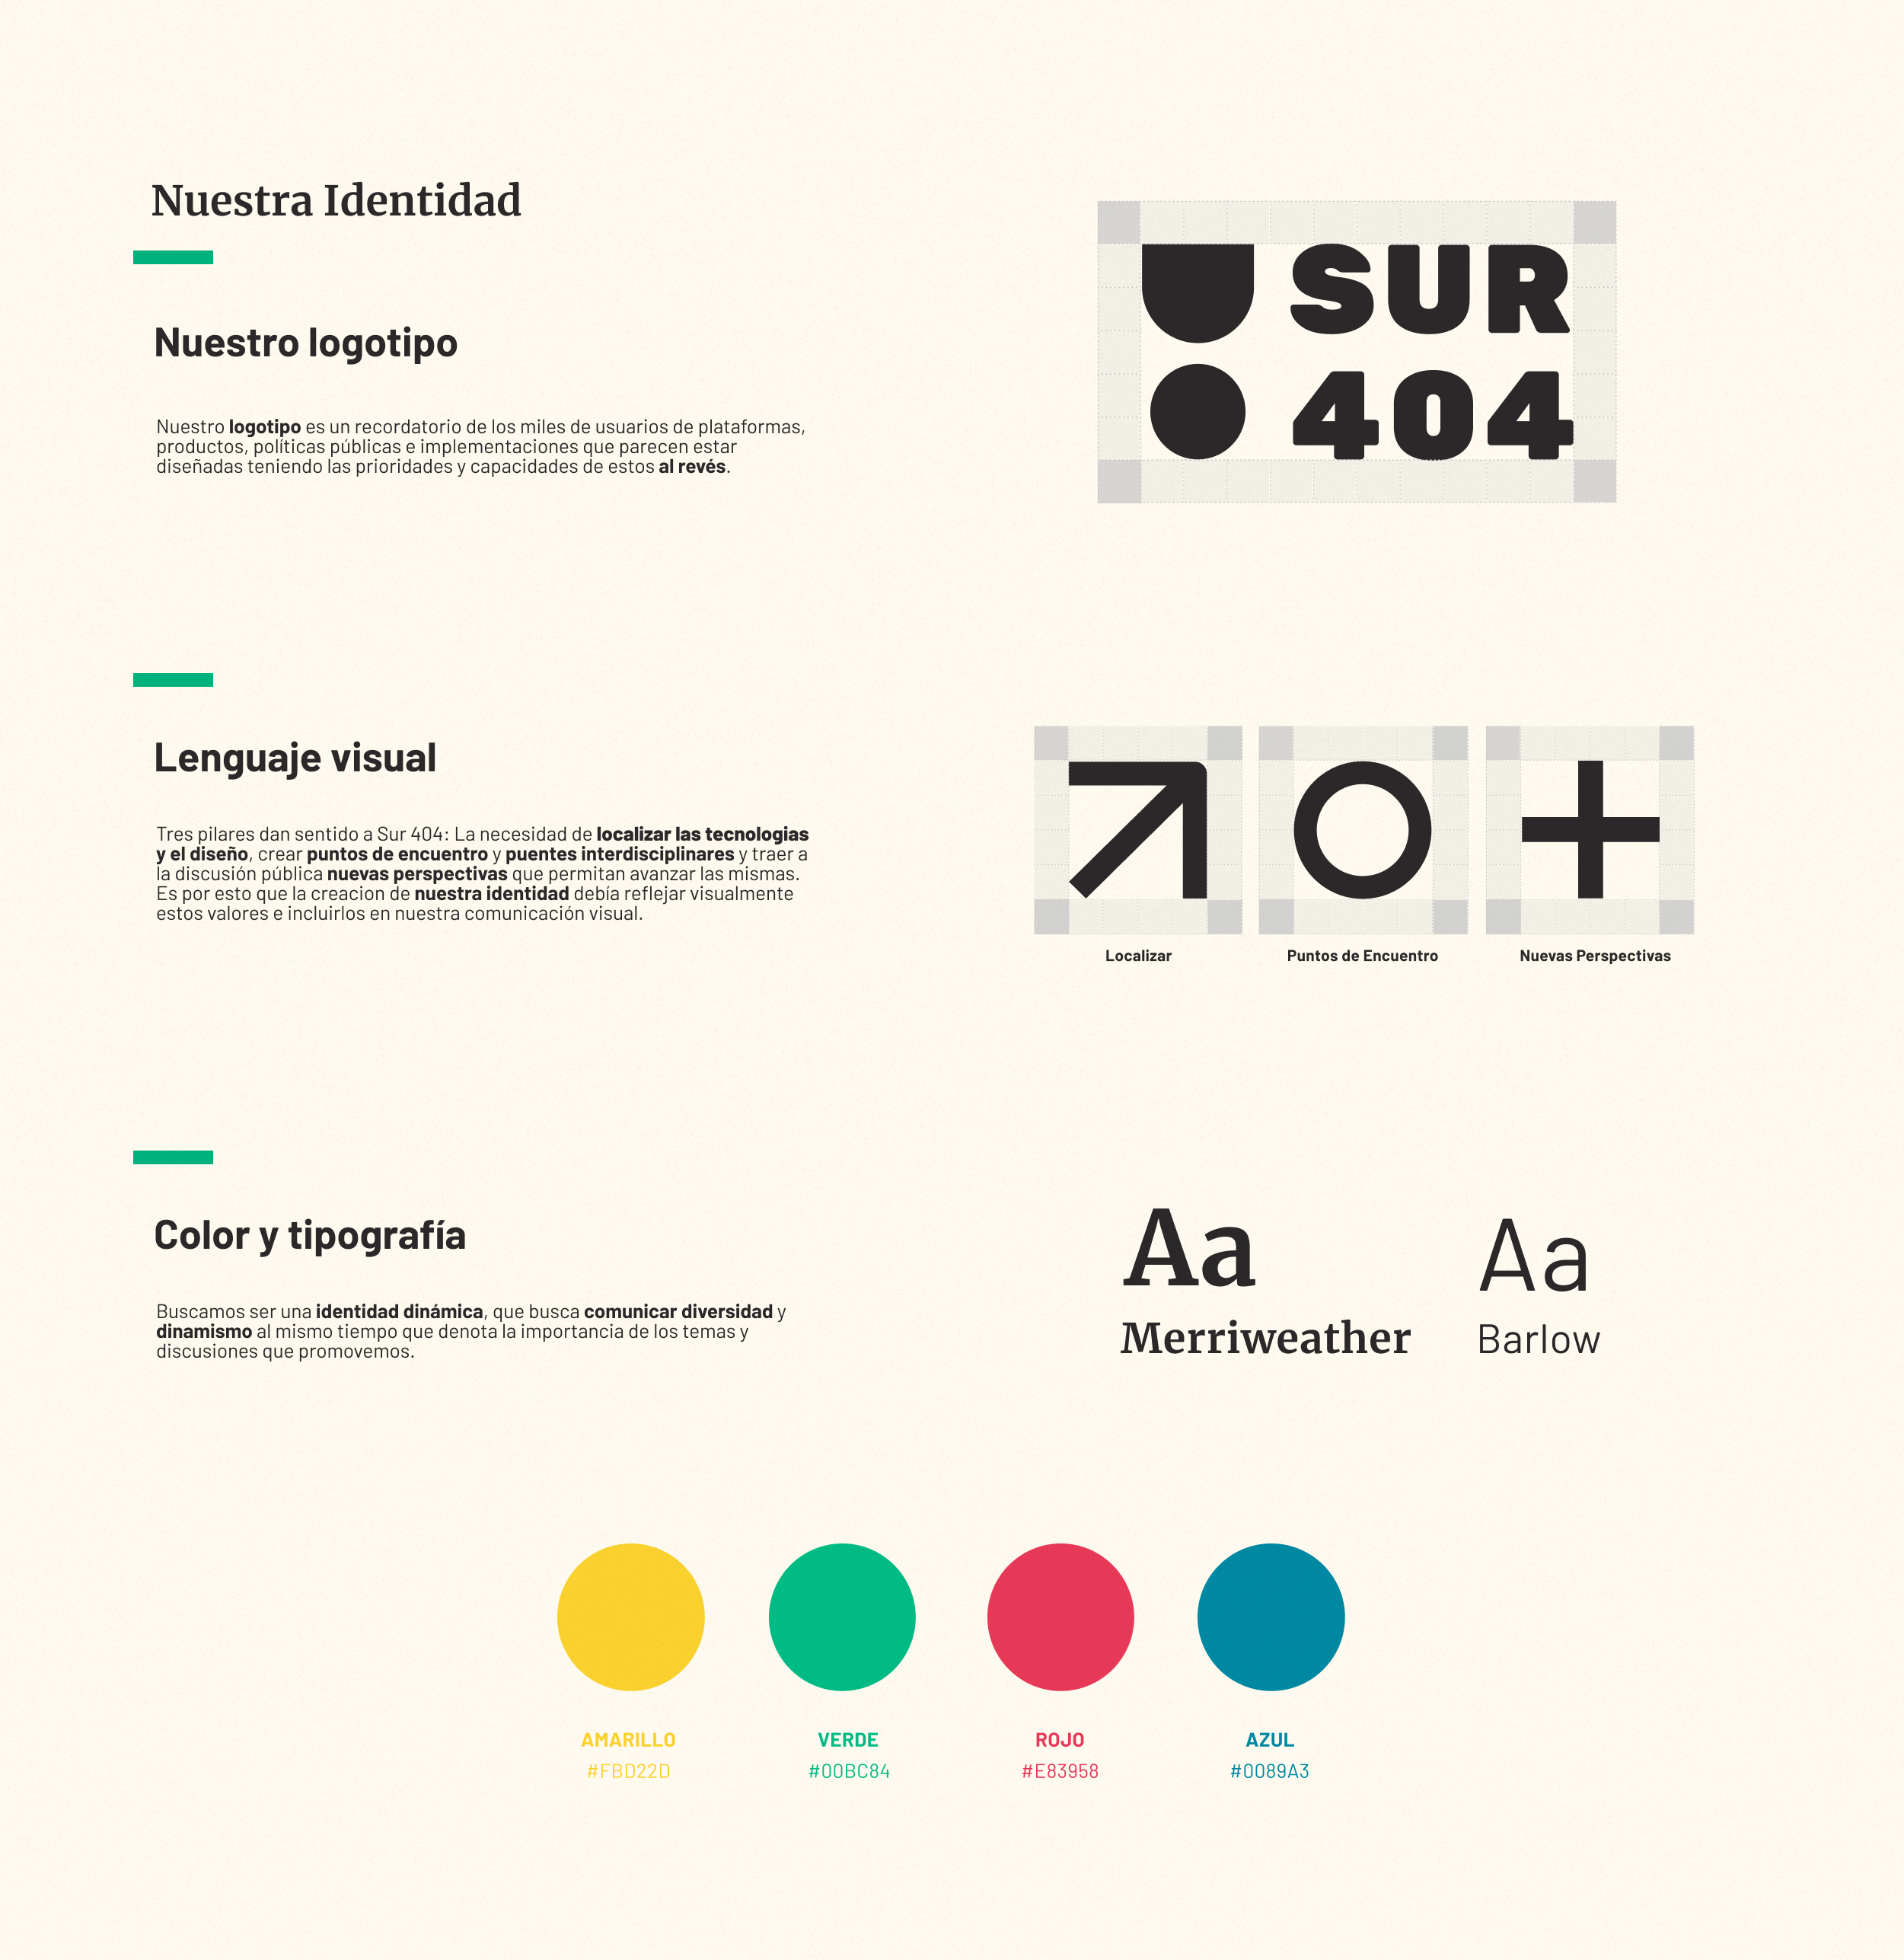 Nuestra Identidad
Nuestro logotipo
Nuestro logotipo es un recordatorio de los miles de usuarios de plataformas,
productos, políticas públicas e implementaciones que parecen estar
diseñadas teniendo las prioridades y capacidades de estos al revés.
SUR
404
Lenguaje visual
Tres pilares dan sentido a Sur 404: La necesidad de localizar las tecnologias
y el diseño, crear puntos de encuentro y puentes interdisciplinares y traer a
la discusión pública nuevas perspectivas que permitan avanzar las mismas.
Es por esto que la creacion de nuestra identidad debía reflejar visualmente
estos valores e incluirlos en nuestra comunicación visual.
Localizar
Puntos de Encuentro
Nuevas Perspectivas
Color y tipografía
Buscamos ser una identidad dinámica, que busca comunicar diversidad y
dinamismo al mismo tiempo que denota la importancia de los temas y
discusiones que promovemos.
Aa
Merriweather
Aa
Barlow
AMARILLO
#FBD22D
VERDE
#00BC84
ROJO
#E83958
AZUL
#0089A3